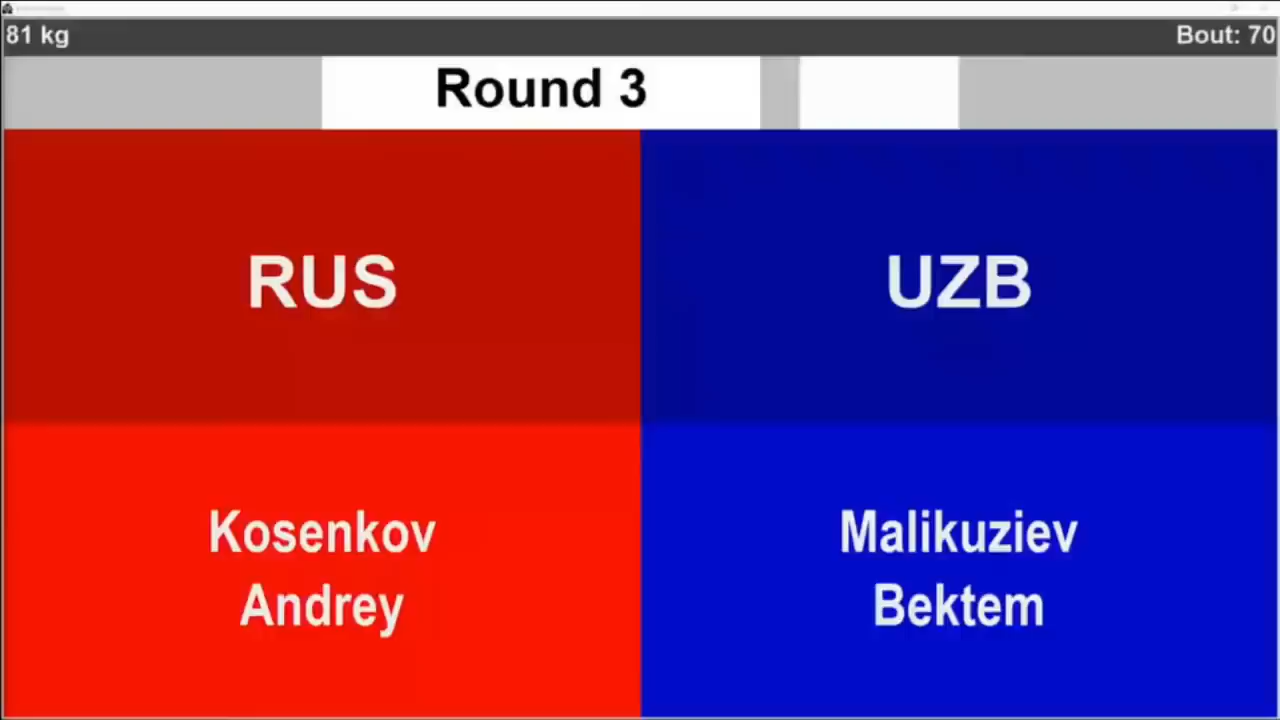 81 kg
Bout: 70
Round 3
RUS
UZB
Kosenkov
Andrey
Malikuziev
Bektem